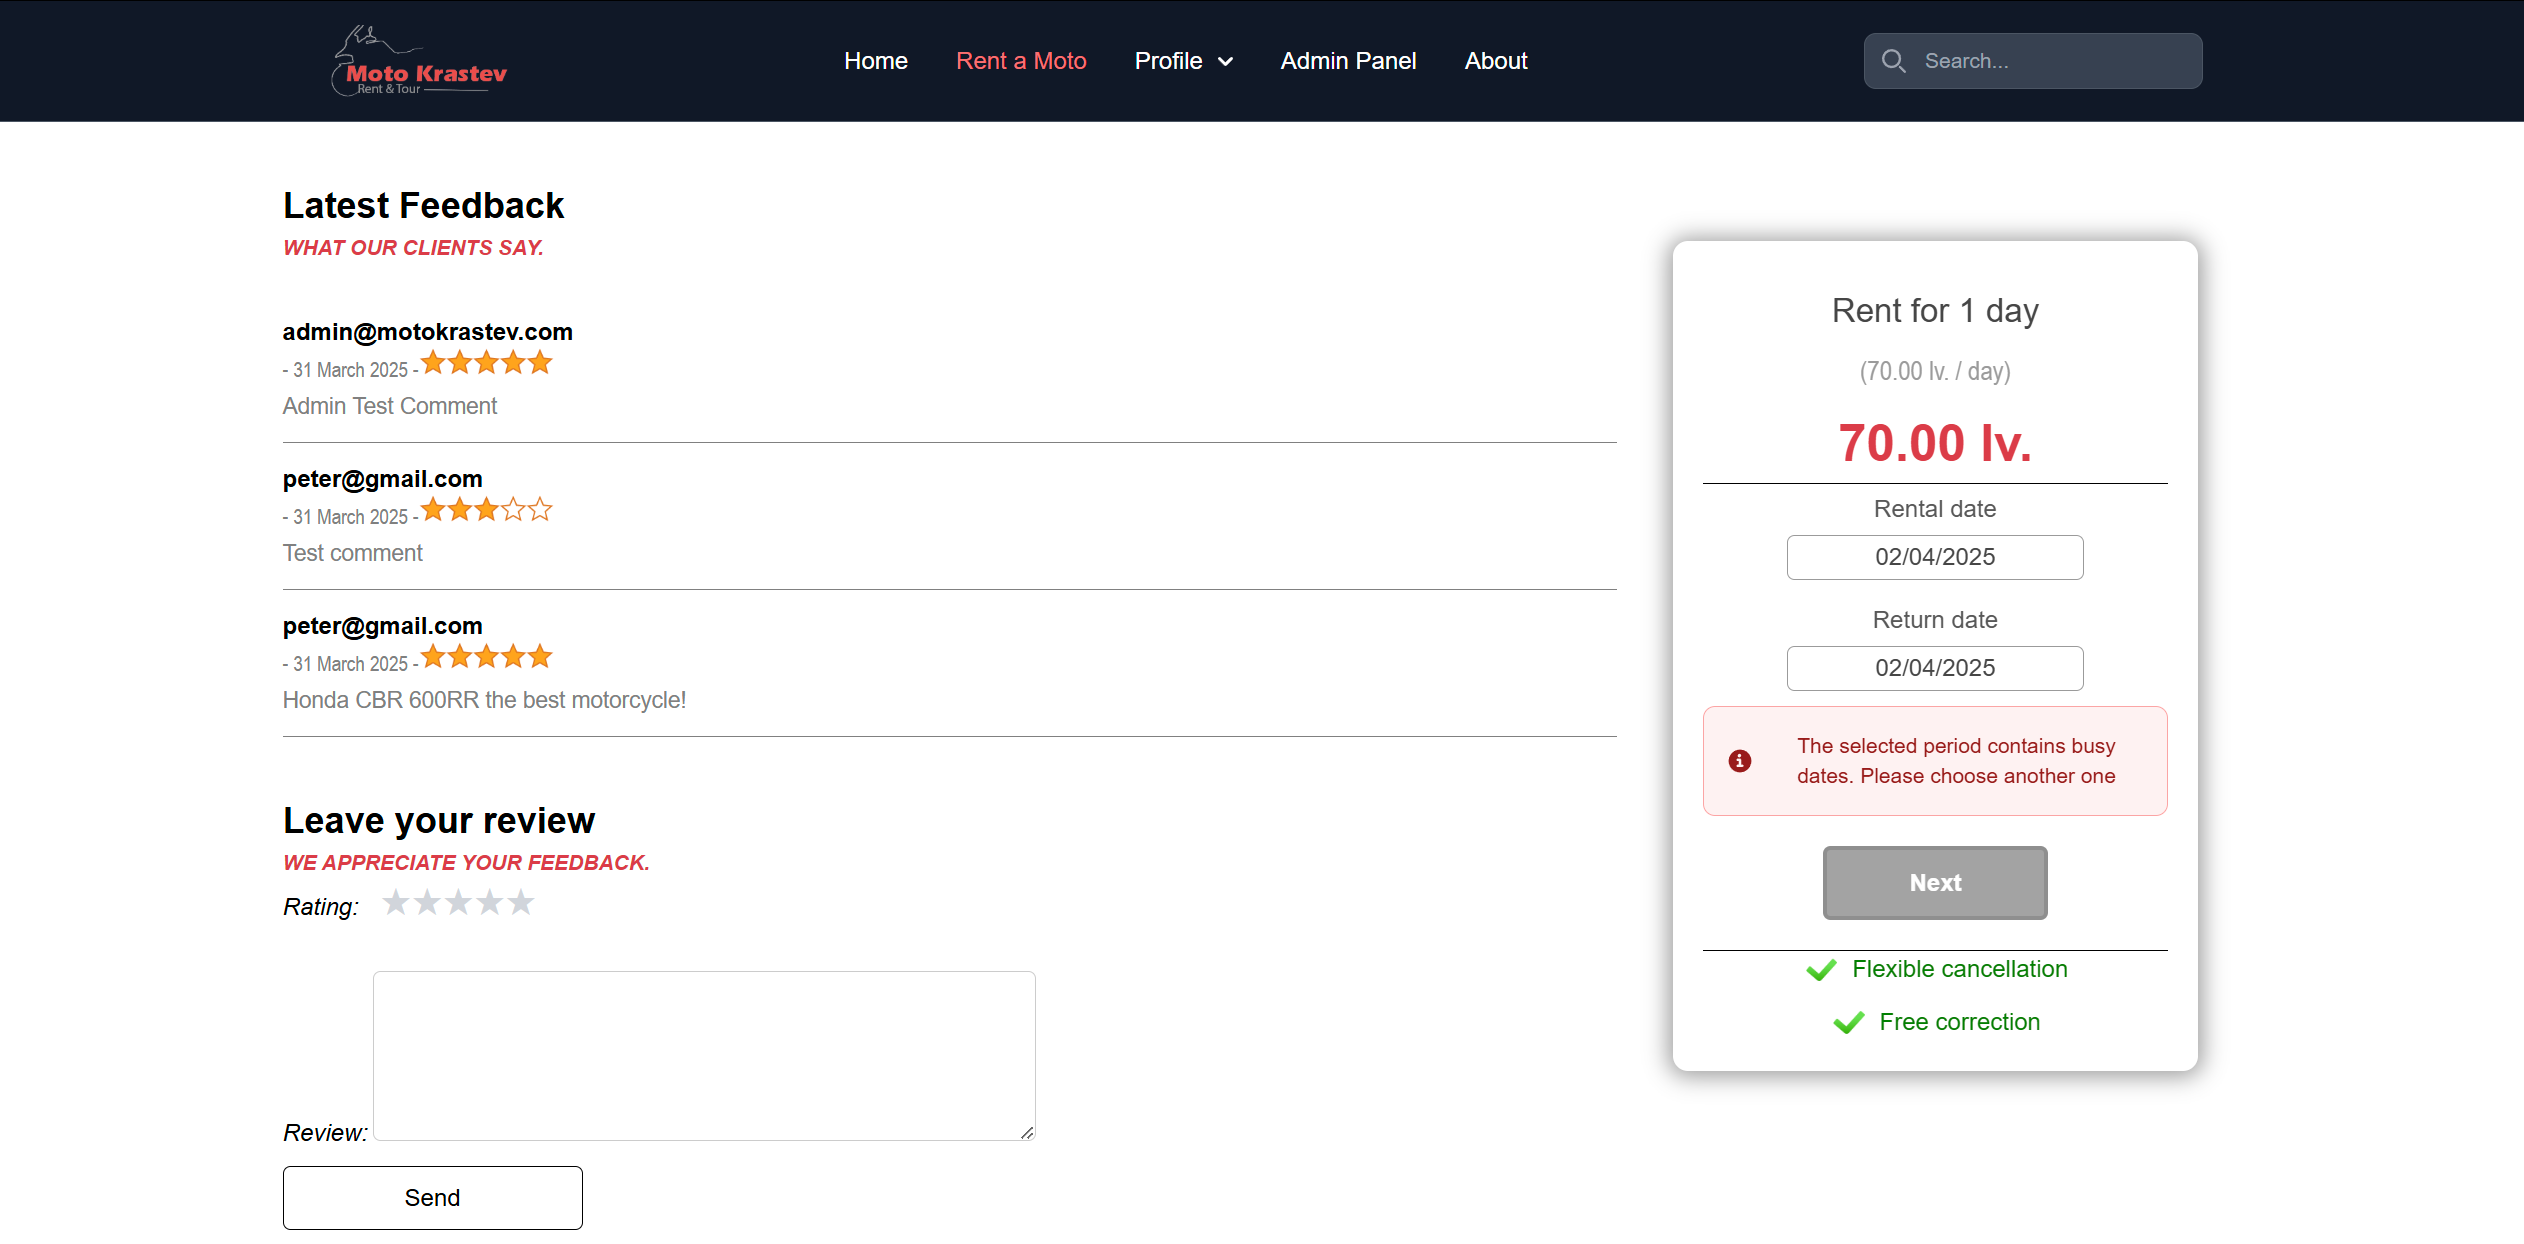 Moto Krastev
Rent & Tour
Home
Rent a Moto
Profile
Admin Panel
About
Search...
Latest Feedback
WHAT OUR CLIENTS SAY.
admin@motokrastev.com
- 31 March 2025 -
Admin Test Comment
peter@gmail.com
- 31 March 2025 -
Test comment
peter@gmail.com
- 31 March 2025 -
Honda CBR 600RR the best motorcycle!
Leave your review
WE APPRECIATE YOUR FEEDBACK.
Rating:
Review:
Send
Rent for 1 day
(70.00 lv. / day)
70.00 lv.
Rental date
02/04/2025
Return date
02/04/2025
The selected period contains busy
dates. Please choose another one
Next
Flexible cancellation
Free correction